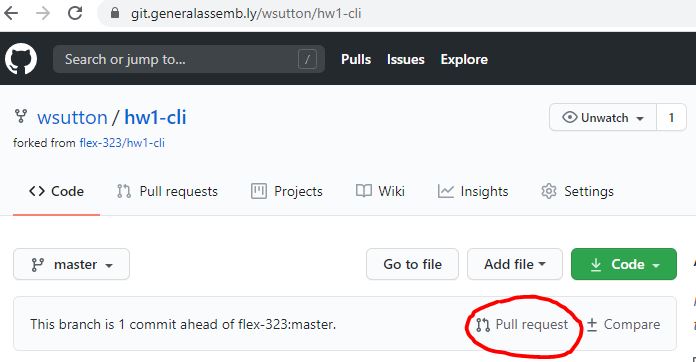 git.generalassemb.ly/wsutton/hw1-cli
Search or jump to... /
Pulls Issues Explore
wsutton / hw1-cli
Unwatch 1
forked from flex-323/hw1-cli
Code Pull requests Projects Wiki Insights Settings
master Go to file Add file Code
This branch is 1 commit ahead of flex-323:master. Pull request Compare